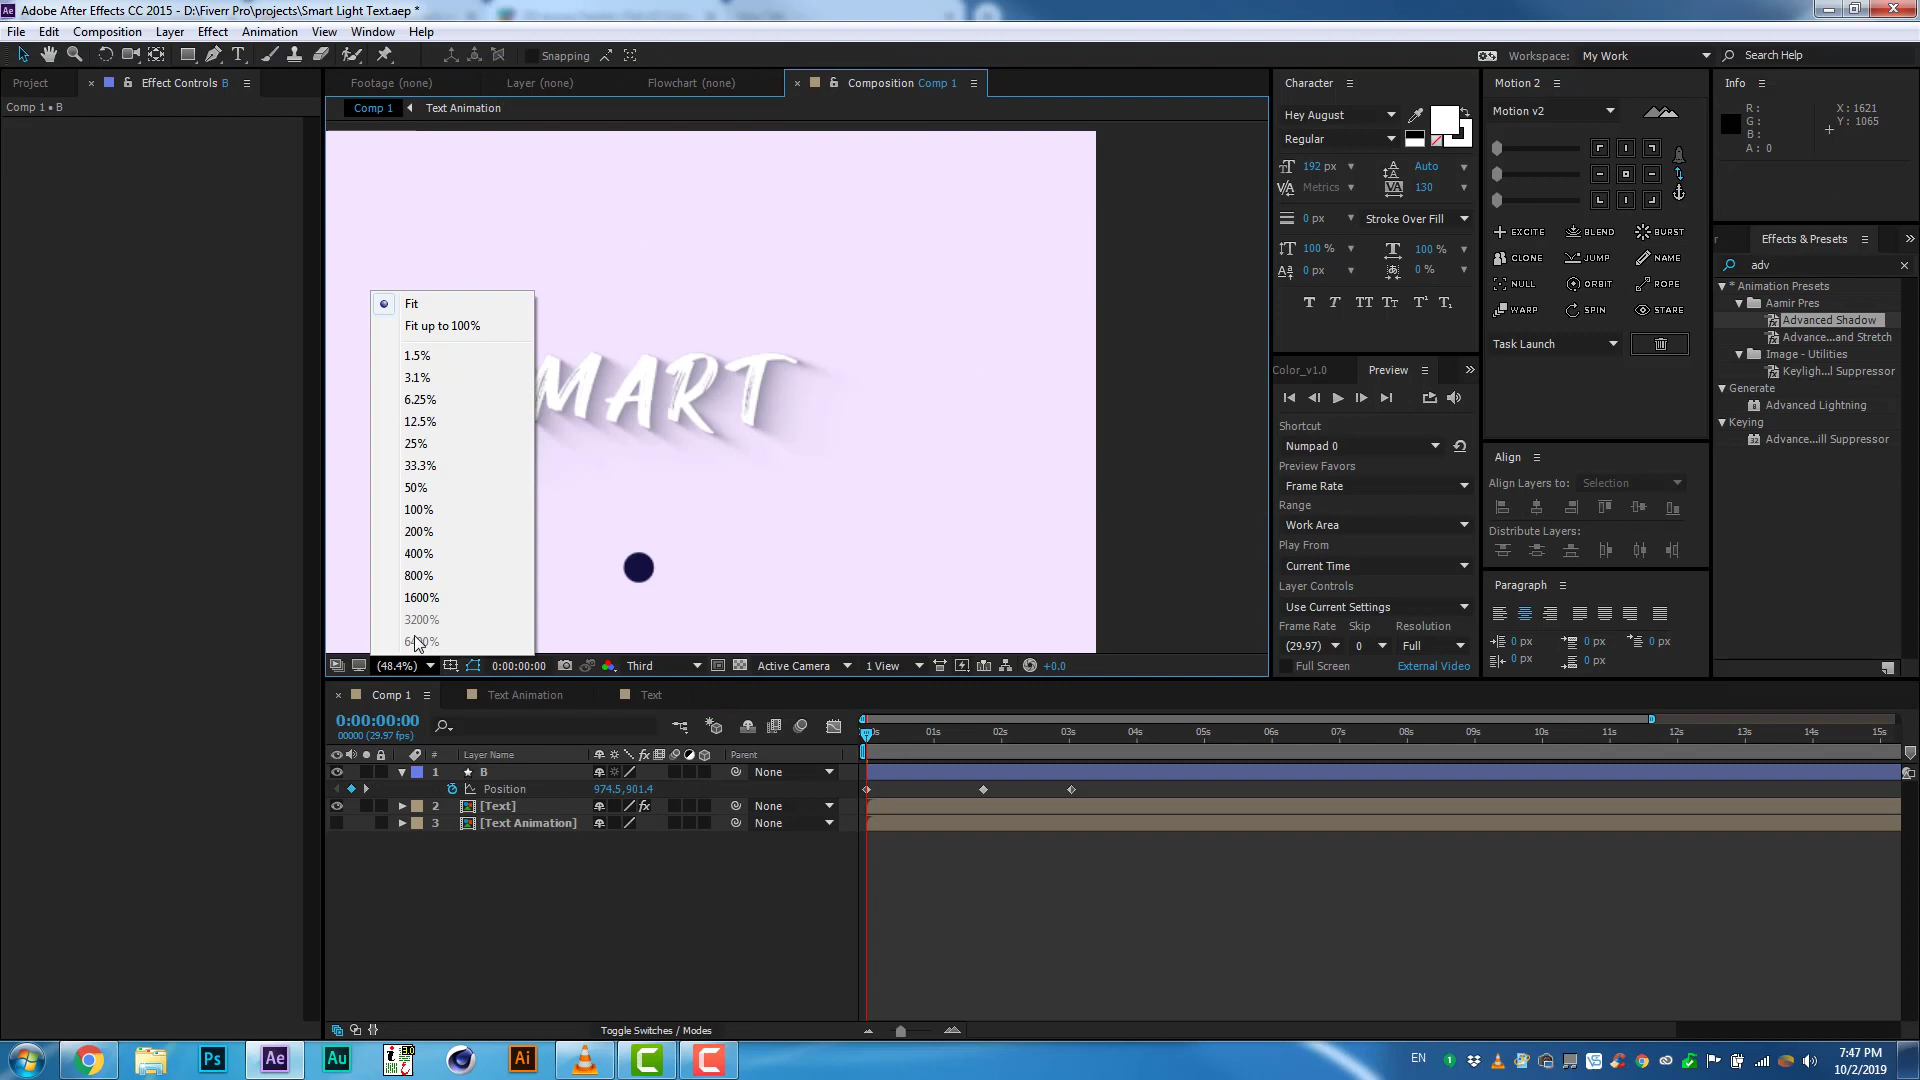 Adobe After Effects CC 2015 - D:\Fiverr Pro\projects\Smart Light Text.aep *
File Edit Composition Layer Effect Animation View Window Help
Snapping
Workspace: My Work
Search Help
Project
Effect Controls B
Footage (none)
Layer (none)
Flowchart (none)
Composition Comp 1
Comp 1 • B
Comp 1
Text Animation
MART
Fit
Fit up to 100%
1.5%
3.1%
6.25%
12.5%
25%
33.3%
50%
100%
200%
400%
800%
1600%
3200%
(48.4%)
0:00:00:00
Third
Active Camera
1 View
+0.0
Character
Hey August
Regular
192 px
Auto
Metrics
130
0 px
Stroke Over Fill
100 %
100 %
0 px
0 %
T T TT Tt T¹ T₁
Color_v1.0
Preview
Shortcut
Numpad 0
Preview Favors
Frame Rate
Range
Work Area
Play From
Current Time
Layer Controls
Use Current Settings
Frame Rate Skip Resolution
(29.97) 0 Full
Full Screen
External Video
Motion 2
Motion v2
EXCITE BLEND BURST
CLONE JUMP NAME
NULL ORBIT ROPE
WARP SPIN STARE
Task Launch
Align
Align Layers to: Selection
Distribute Layers:
Paragraph
0 px 0 px 0 px
0 px 0 px
Info
R:
G:
B:
A: 0
X: 1621
Y: 1065
Effects & Presets
adv
* Animation Presets
Aamir Pres
Advanced Shadow
Advance...and Stretch
Image - Utilities
Keyligh...l Suppressor
Generate
Advanced Lightning
Keying
Advance...ill Suppressor
Comp 1
Text Animation
Text
0:00:00:00
00000 (29.97 fps)
01s 02s 03s 04s 05s 06s 07s 08s 09s 10s 11s 12s 13s 14s 15s
# Layer Name
Parent
1 B None
Position 974.5,901.4
2 [Text] None
3 [Text Animation] None
Toggle Switches / Modes
Ps Ae Au Ai
EN
7:47 PM
10/2/2019